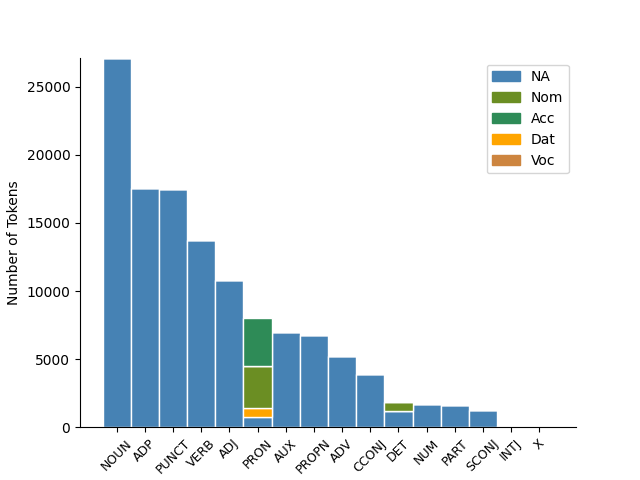 25000
20000
15000
10000
5000
0
Number of Tokens
NA
Nom
Acc
Dat
Voc
NOUN
ADP
PUNCT
VERB
ADJ
PRON
AUX
PROPN
ADV
CCONJ
DET
NUM
PART
SCONJ
INTJ
X